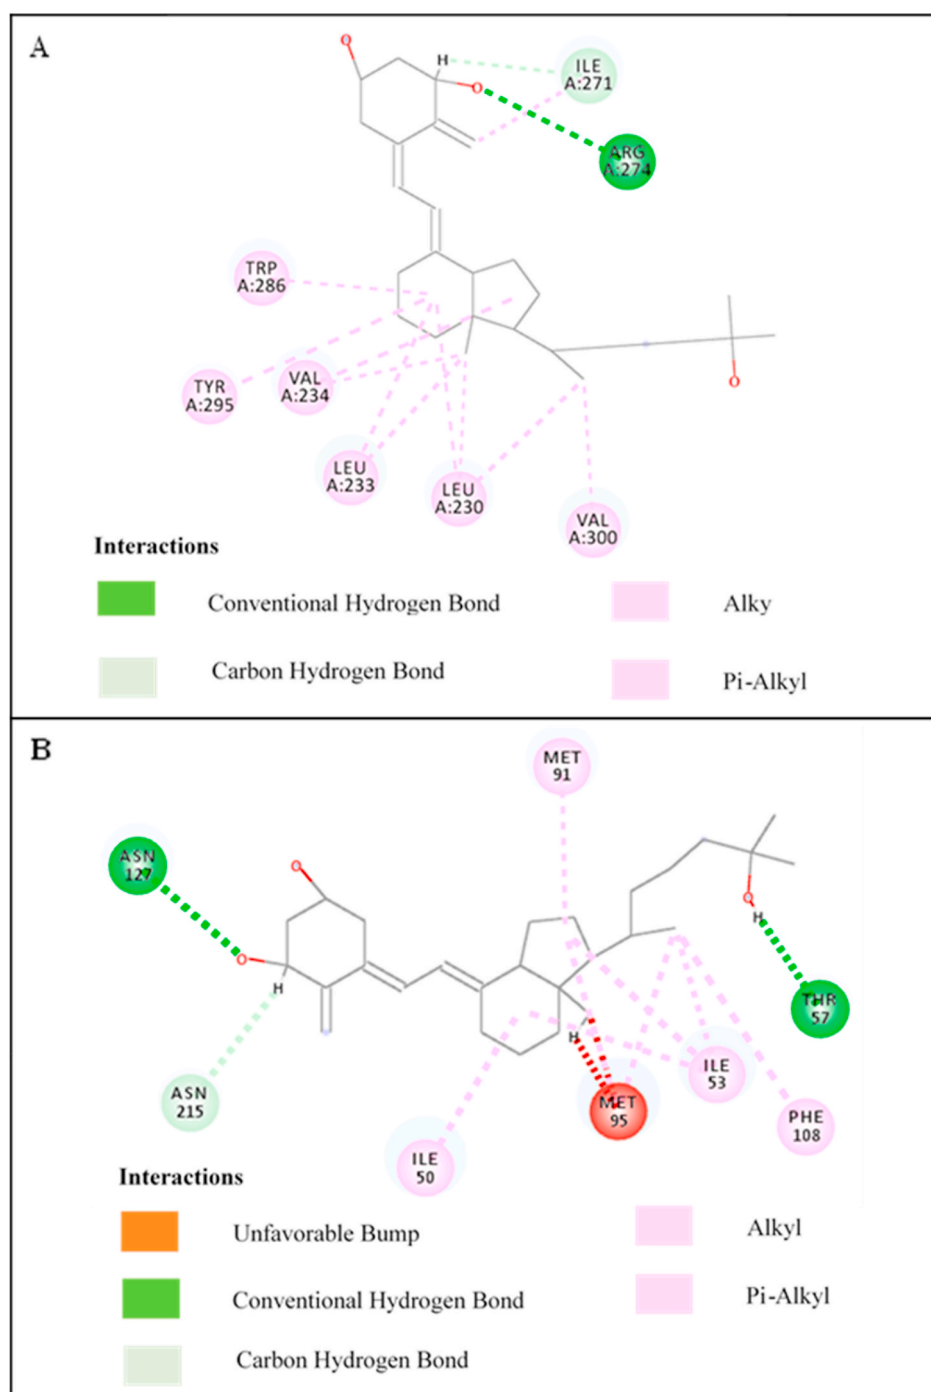 A
O
H
O
ILE
A:271
ARG
A:274
TRP
A:286
TYR
A:295
VAL
A:234
LEU
A:233
LEU
A:230
VAL
A:300
O
Interactions
Conventional Hydrogen Bond
Alky
Carbon Hydrogen Bond
Pi-Alkyl
B
MET
91
ASN
127
O
O
H
O
H
THR
57
H
ILE
53
MET
95
PHE
108
ASN
215
ILE
50
Interactions
Unfavorable Bump
Alkyl
Conventional Hydrogen Bond
Pi-Alkyl
Carbon Hydrogen Bond